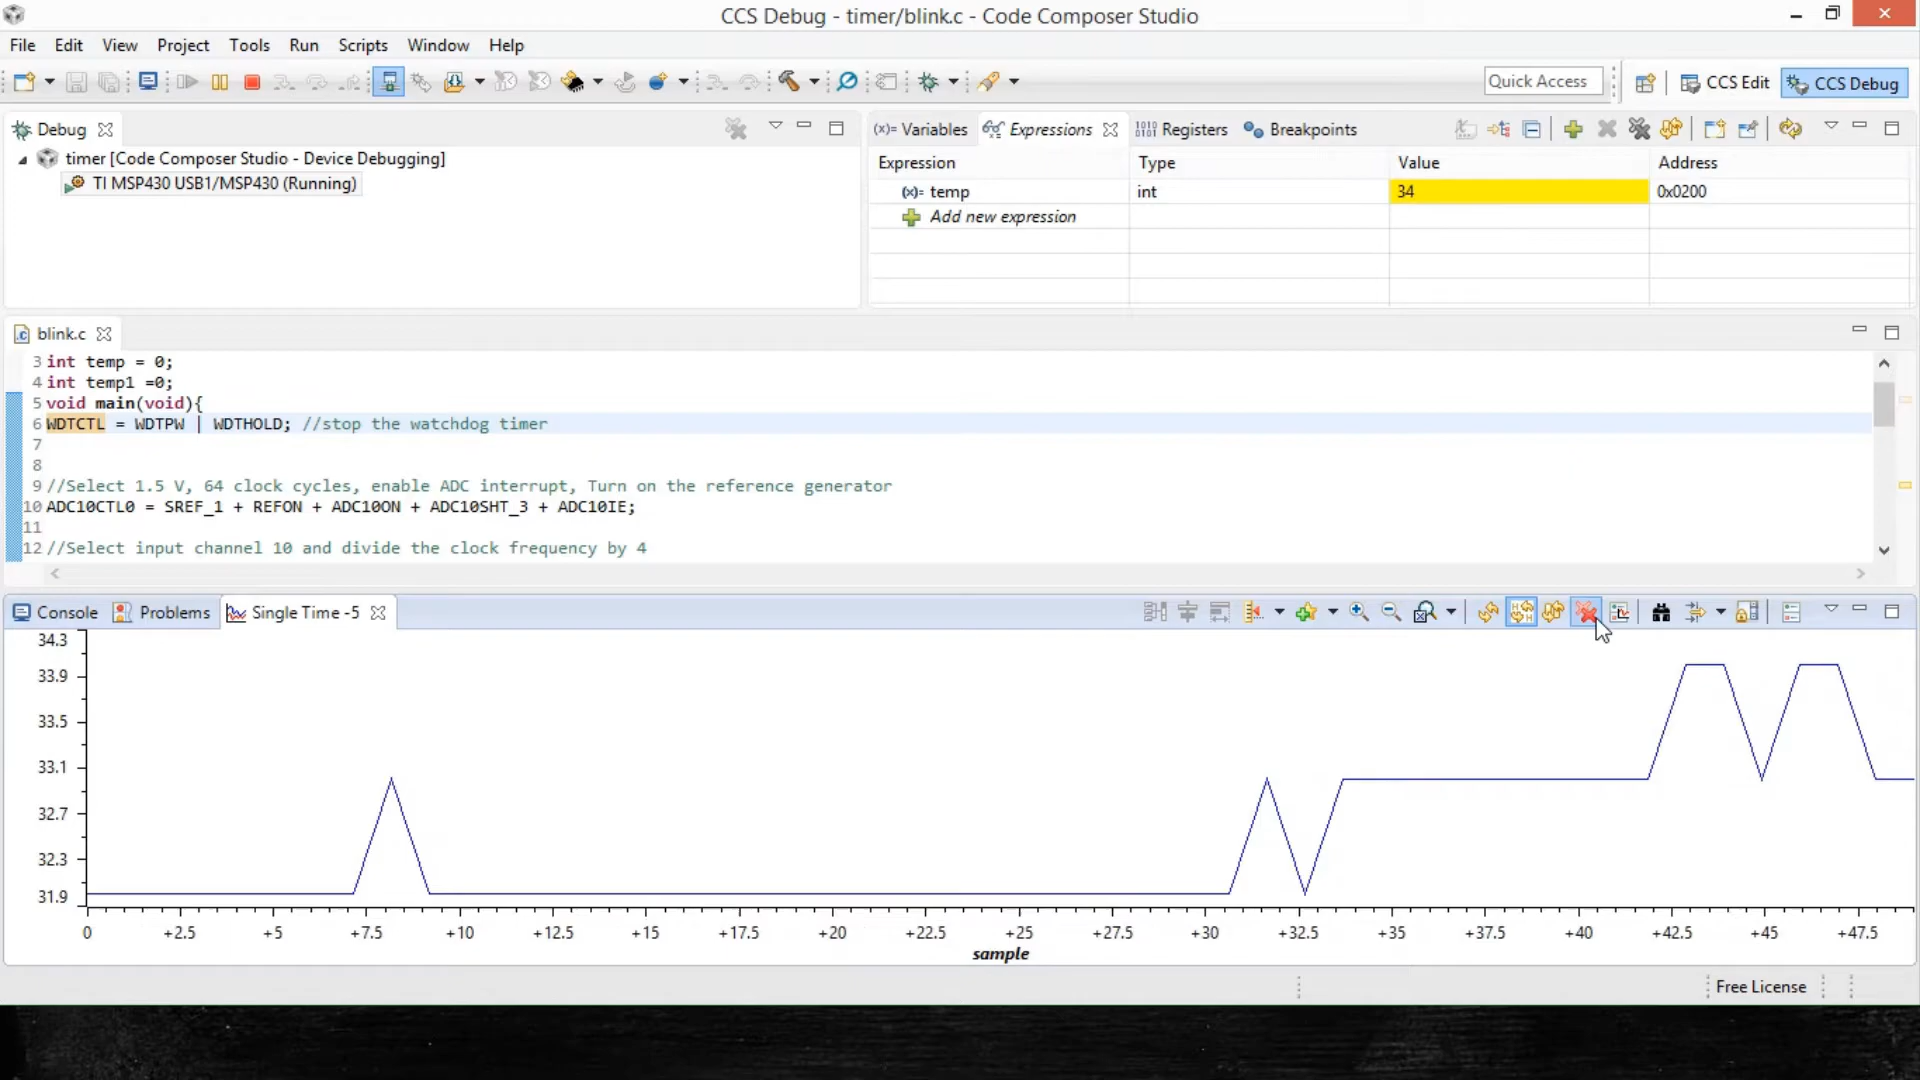 CCS Debug - timer/blink.c - Code Composer Studio
File Edit View Project Tools Run Scripts Window Help
Quick Access CCS Edit CCS Debug
Debug
timer [Code Composer Studio - Device Debugging]
TI MSP430 USB1/MSP430 (Running)
(x)= Variables Expressions 1010 0101 Registers Breakpoints
Expression Type Value Address
(x)= temp int 34 0x0200
Add new expression
blink.c
3 int temp = 0;
4 int temp1 =0;
5 void main(void){
6 WDTCTL = WDTPW | WDTHOLD; //stop the watchdog timer
7
8
9 //Select 1.5 V, 64 clock cycles, enable ADC interrupt, Turn on the reference generator
10 ADC10CTL0 = SREF_1 + REFON + ADC10ON + ADC10SHT_3 + ADC10IE;
11
12 //Select input channel 10 and divide the clock frequency by 4
Console Problems Single Time -5
34.3
33.9
33.5
33.1
32.7
32.3
31.9
0 +2.5 +5 +7.5 +10 +12.5 +15 +17.5 +20 +22.5 +25 +27.5 +30 +32.5 +35 +37.5 +40 +42.5 +45 +47.5
sample
Free License